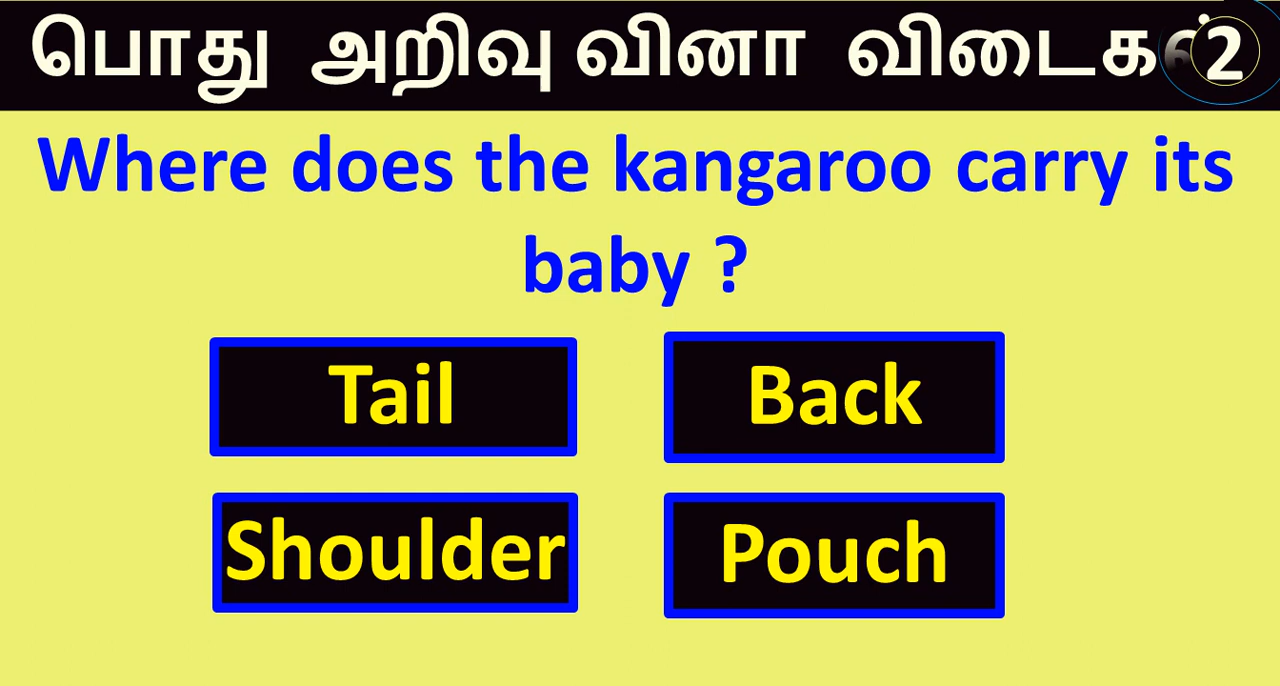 பொது அறிவு வினா விடைகள் 2
Where does the kangaroo carry its
baby ?
Tail
Back
Shoulder
Pouch